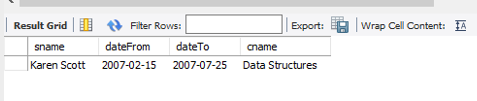 Result Grid Filter Rows: Export: Wrap Cell Content:
sname dateFrom dateTo cname
Karen Scott 2007-02-15 2007-07-25 Data Structures